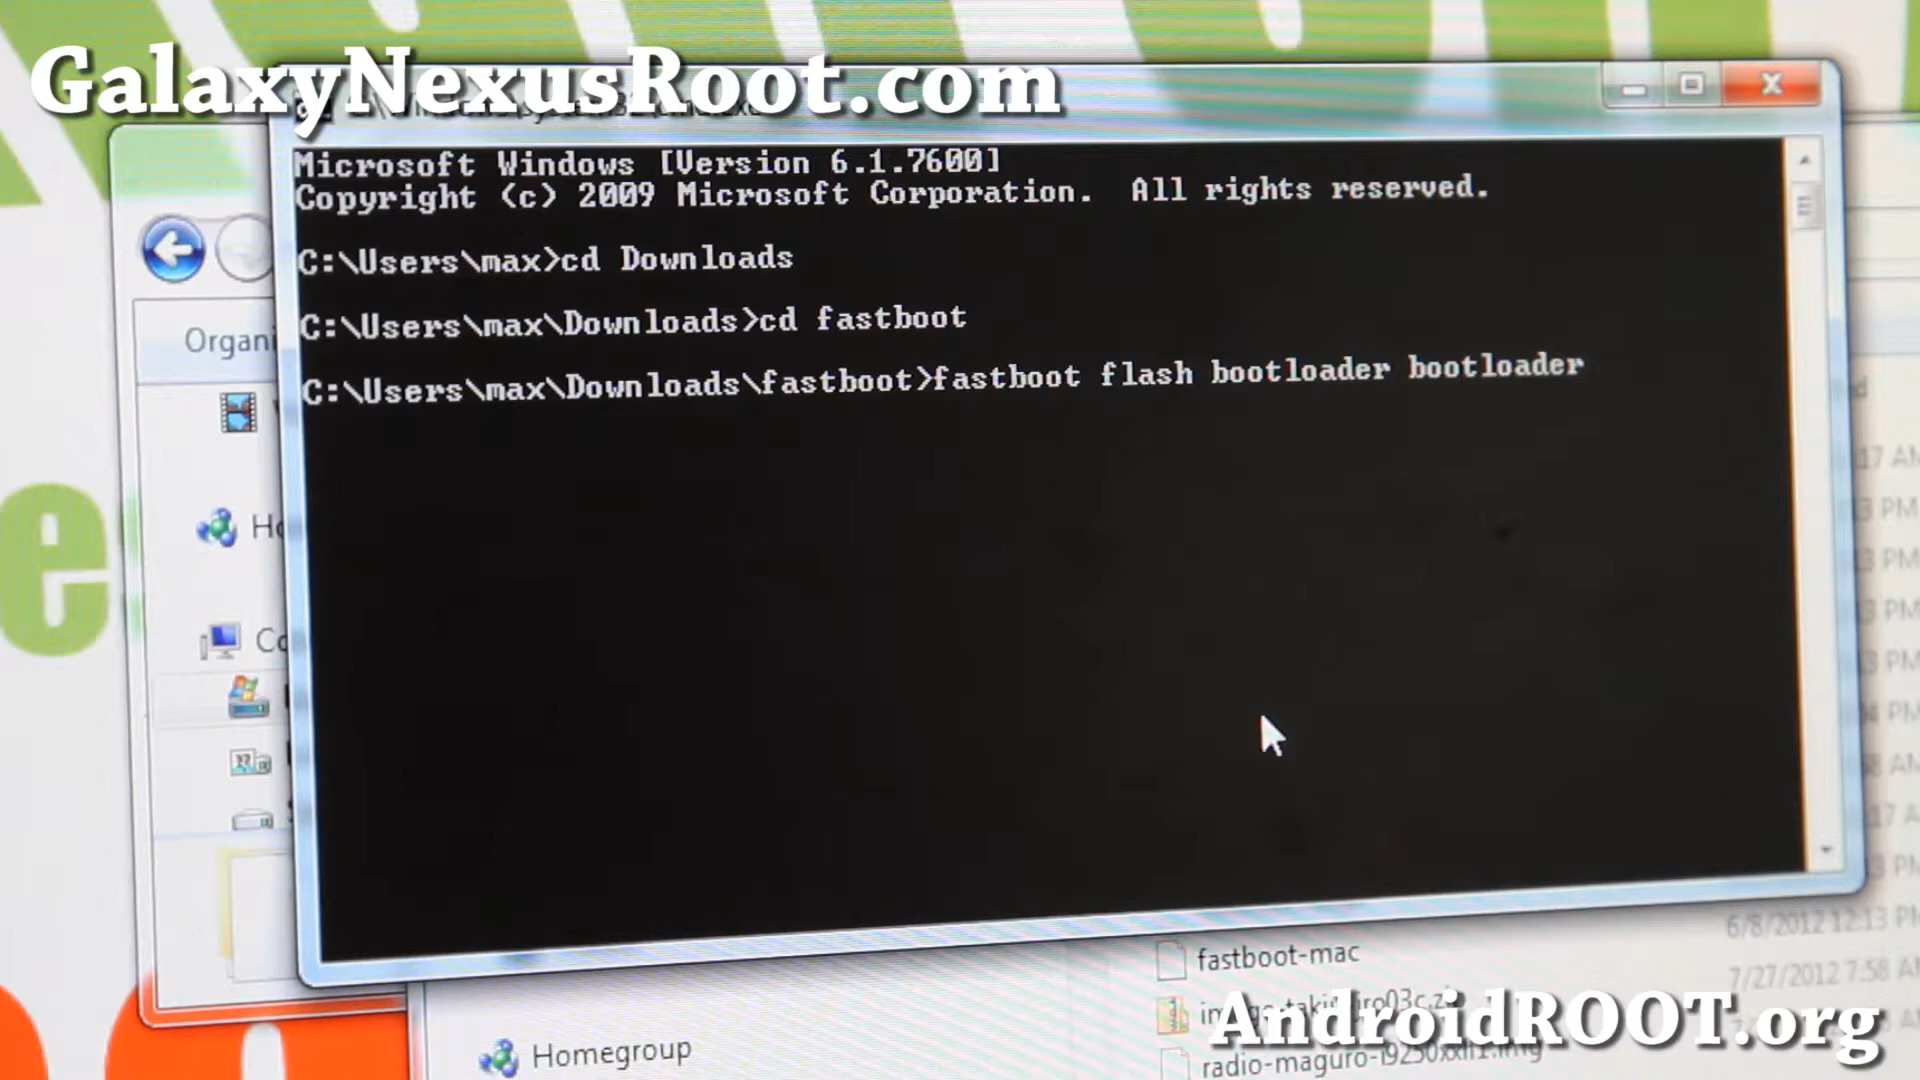 GalaxyNexusRoot.com
Microsoft Windows [Version 6.1.7600]
Copyright (c) 2009 Microsoft Corporation. All rights reserved.
C:\Users\max>cd Downloads
C:\Users\max\Downloads>cd fastboot
C:\Users\max\Downloads\fastboot>fastboot flash bootloader bootloader
Organi
e
fastboot-mac
6/8/2012 12:13 PM
7/27/2012 7:58 AM
Homegroup
AndroidROOT.org